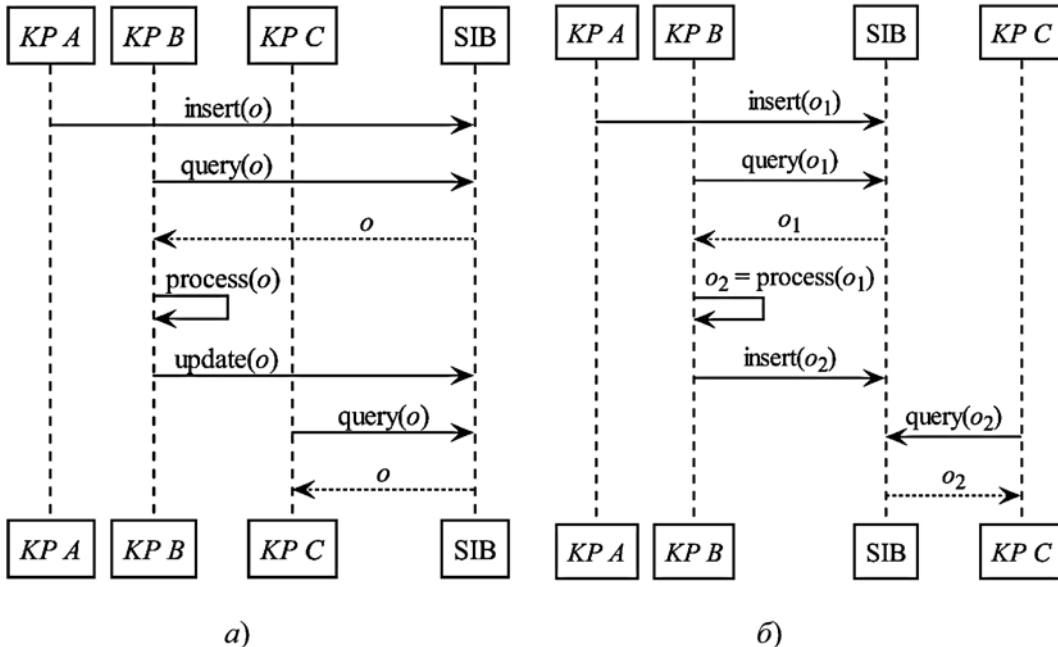 KP A KP B KP C SIB KP A KP B SIB KP C
insert(o) insert(o₁)
query(o) query(o₁)
o o₁
process(o) o₂ = process(o₁)
update(o) insert(o₂)
query(o) query(o₂)
o o₂
KP A KP B KP C SIB KP A KP B SIB KP C
а) б)